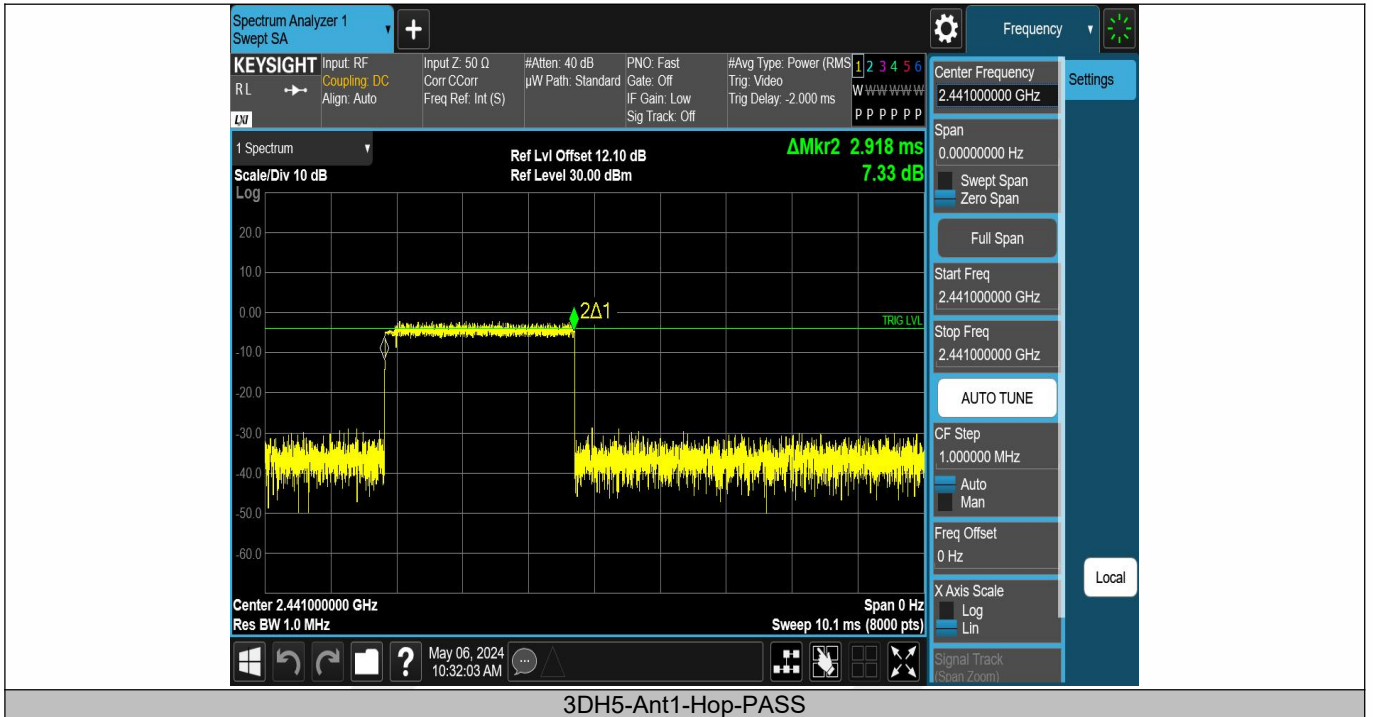 Spectrum Analyzer 1
Swept SA
+
Frequency
KEYSIGHT
RL
LXI
Input: RF
Coupling: DC
Align: Auto
Input Z: 50 Ω
Corr CCorr
Freq Ref: Int (S)
#Atten: 40 dB
µW Path: Standard
PNO: Fast
Gate: Off
IF Gain: Low
Sig Track: Off
#Avg Type: Power (RMS
Trig: Video
Trig Delay: -2.000 ms
1 2 3 4 5 6
W W W W W W
P P P P P P
1 Spectrum
Scale/Div 10 dB
Ref Lvl Offset 12.10 dB
Ref Level 30.00 dBm
ΔMkr2 2.918 ms
7.33 dB
Log
20.0
10.0
0.00
-10.0
-20.0
-30.0
-40.0
-50.0
-60.0
2Δ1
TRIG LVL
Center 2.441000000 GHz
Res BW 1.0 MHz
Span 0 Hz
Sweep 10.1 ms (8000 pts)
Center Frequency
2.441000000 GHz
Settings
Span
0.00000000 Hz
Swept Span
Zero Span
Full Span
Start Freq
2.441000000 GHz
Stop Freq
2.441000000 GHz
AUTO TUNE
CF Step
1.000000 MHz
Auto
Man
Freq Offset
0 Hz
Local
X Axis Scale
Log
Lin
Signal Track
(Span Zoom)
?
May 06, 2024
10:32:03 AM
3DH5-Ant1-Hop-PASS